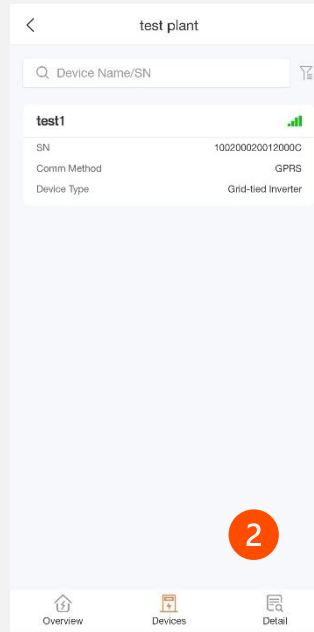 test plant
Device Name/SN
test1
SN 100200020012000C
Comm Method GPRS
Device Type Grid-tied Inverter
2
Overview Devices Detail